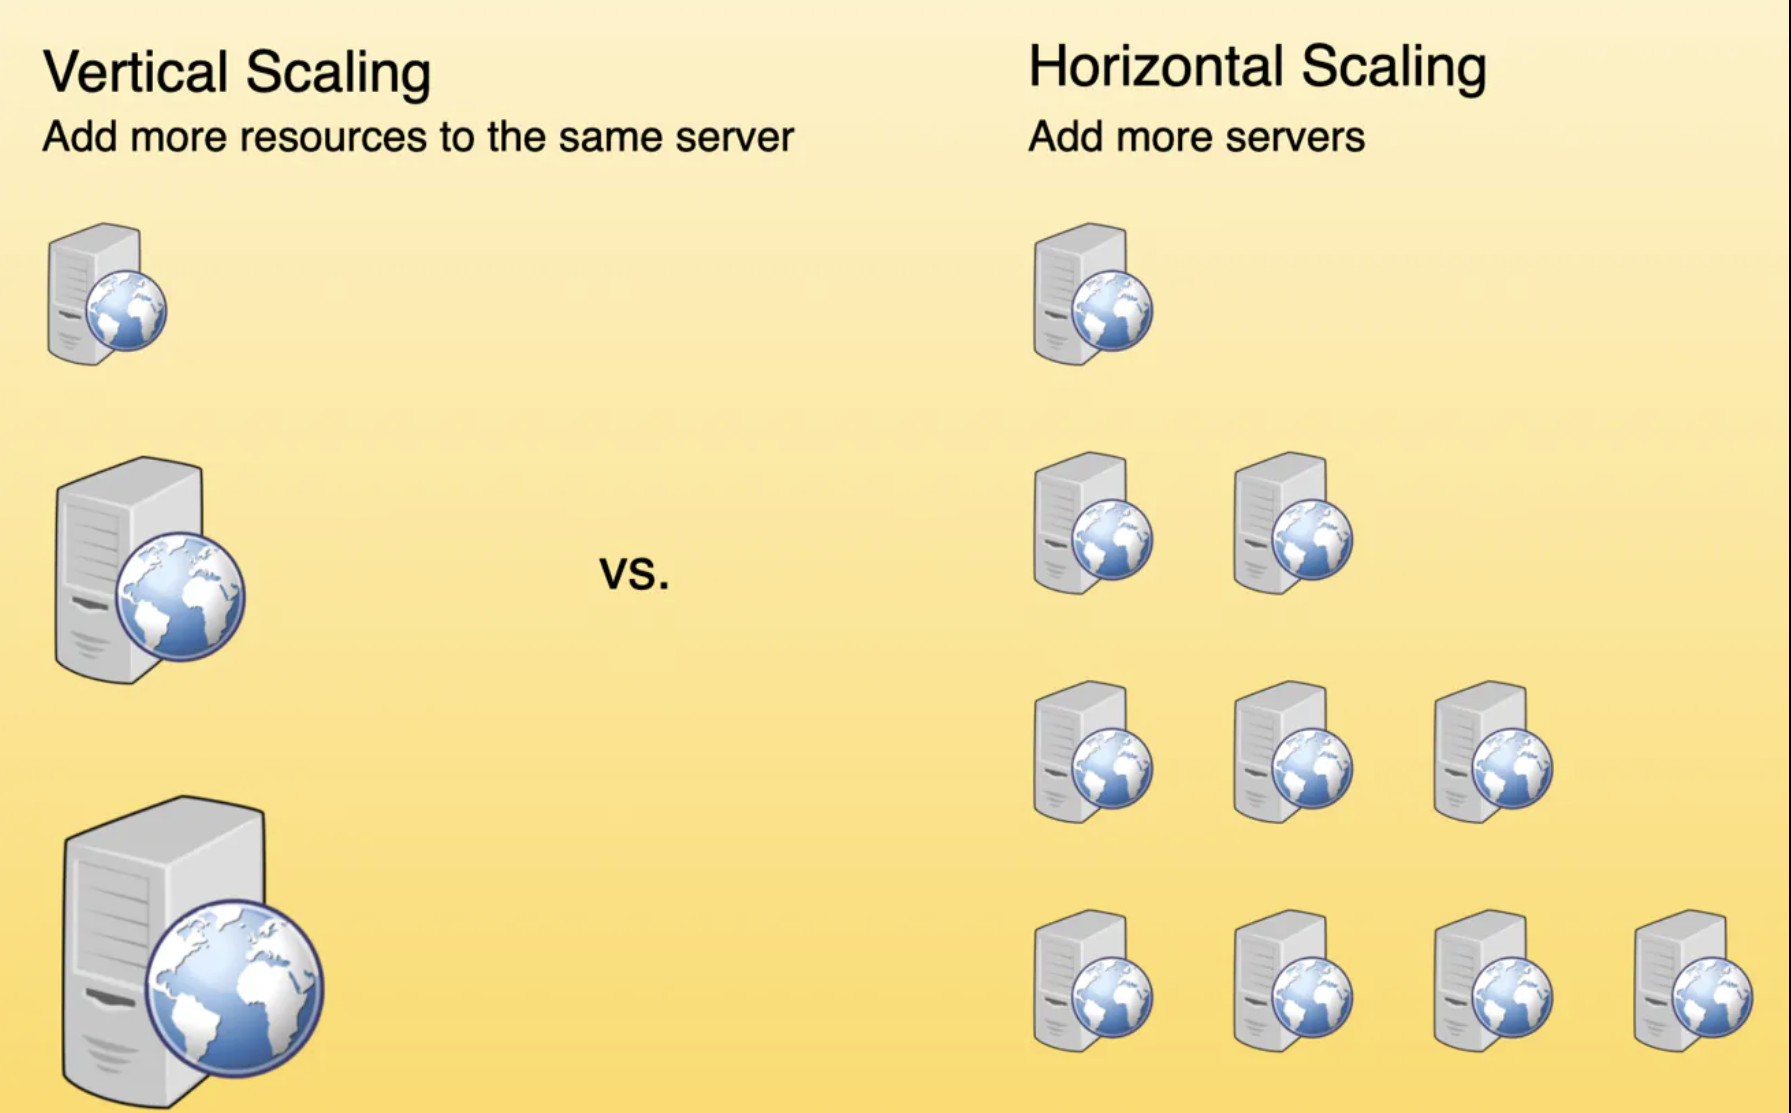 Vertical Scaling
Add more resources to the same server
vs.
Horizontal Scaling
Add more servers